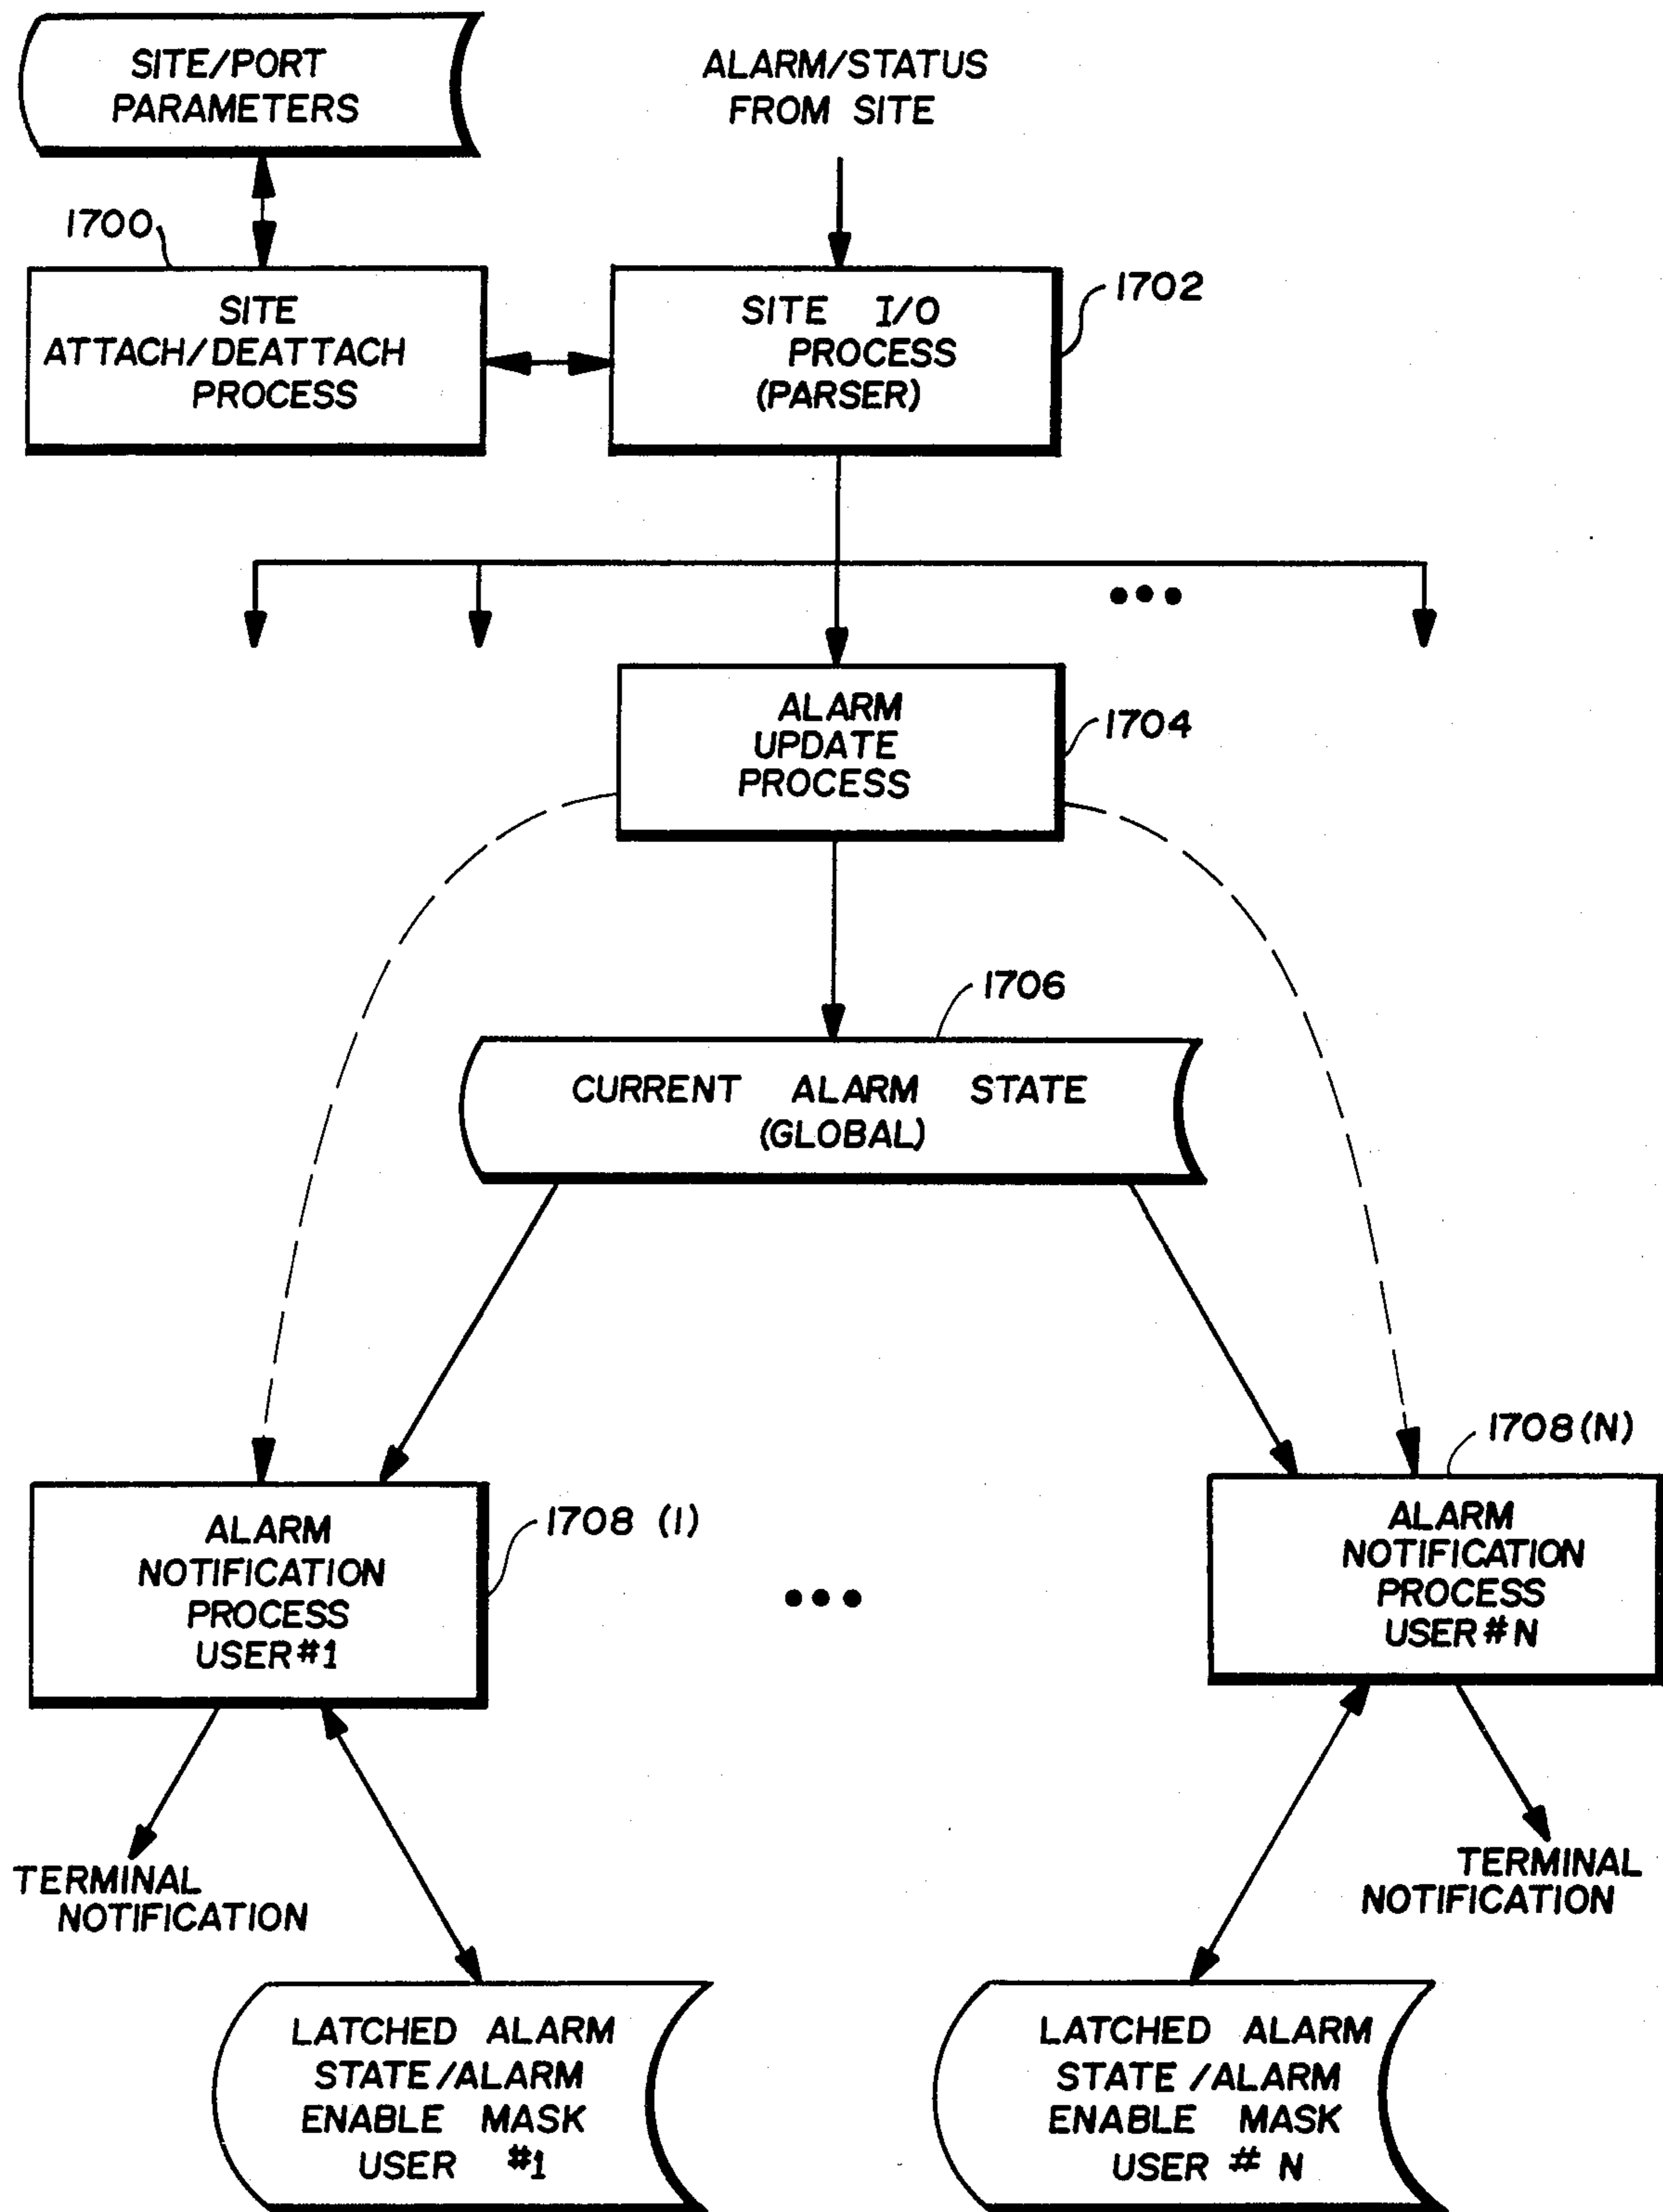 SITE/PORT
PARAMETERS
ALARM/STATUS
FROM SITE
1700
SITE
ATTACH/DEATTACH
PROCESS
SITE I/O
PROCESS
(PARSER)
1702
ALARM
UPDATE
PROCESS
1704
1706
CURRENT ALARM STATE
(GLOBAL)
1708 (1)
ALARM
NOTIFICATION
PROCESS
USER #1
1708 (N)
ALARM
NOTIFICATION
PROCESS
USER # N
TERMINAL
NOTIFICATION
TERMINAL
NOTIFICATION
LATCHED ALARM
STATE/ALARM
ENABLE MASK
USER #1
LATCHED ALARM
STATE /ALARM
ENABLE MASK
USER # N